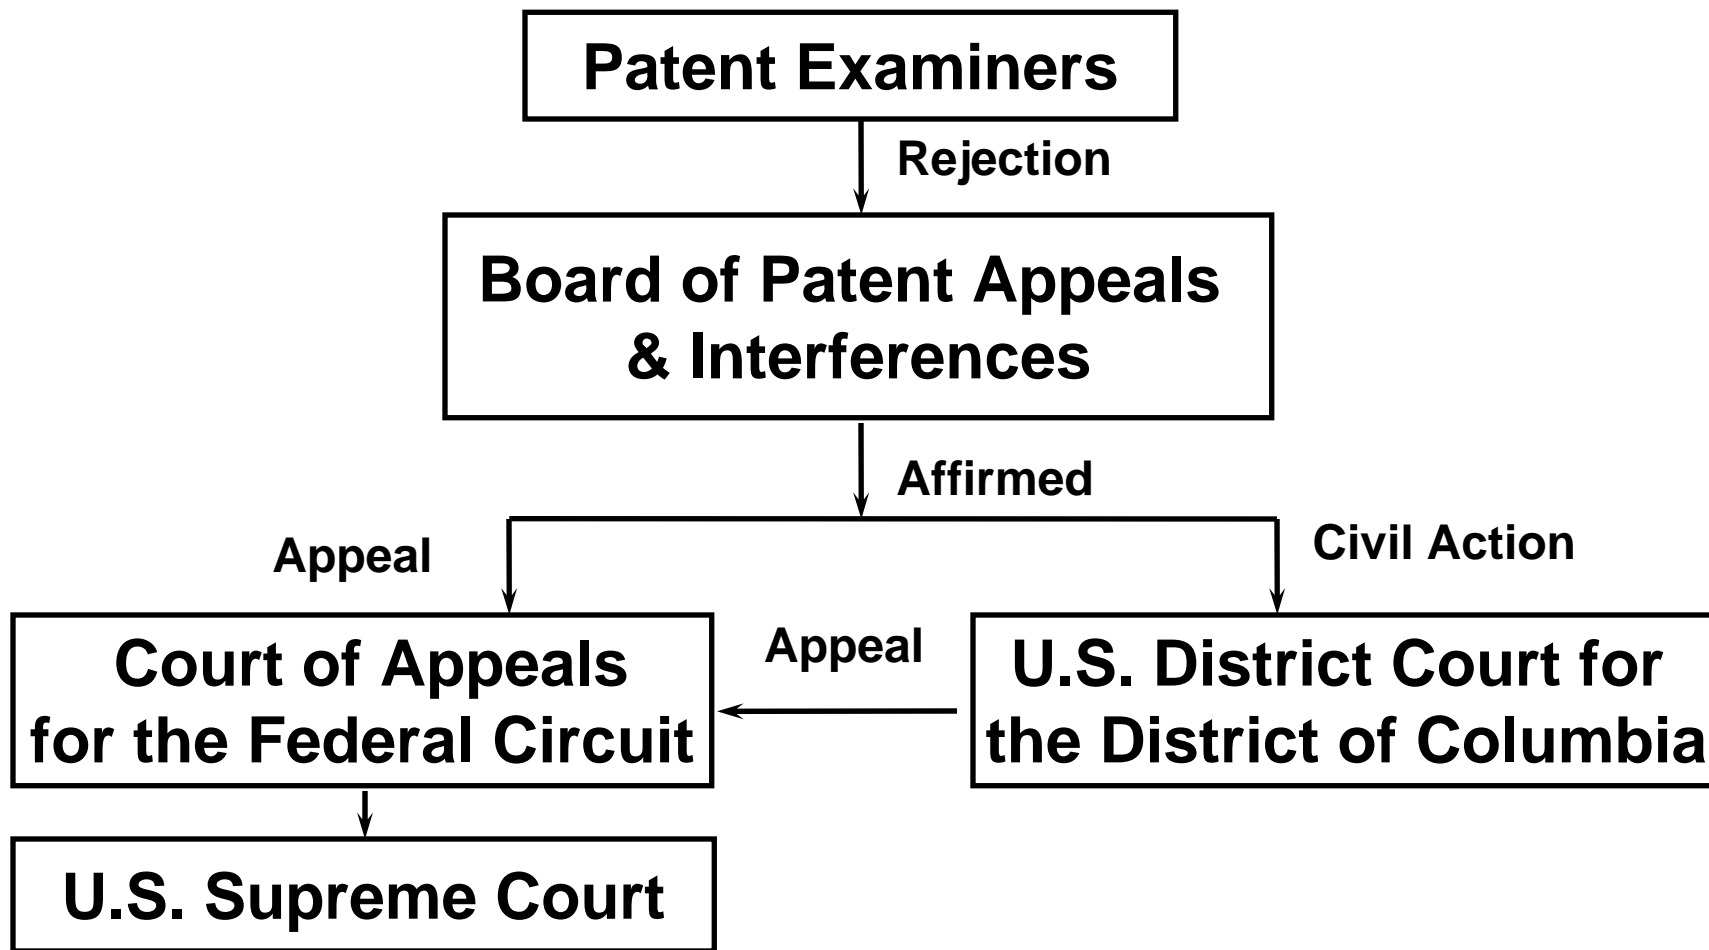 Patent Examiners
Rejection
Board of Patent Appeals
& Interferences
Affirmed
Appeal
Civil Action
Court of Appeals
for the Federal Circuit
Appeal
U.S. District Court for
the District of Columbia
U.S. Supreme Court